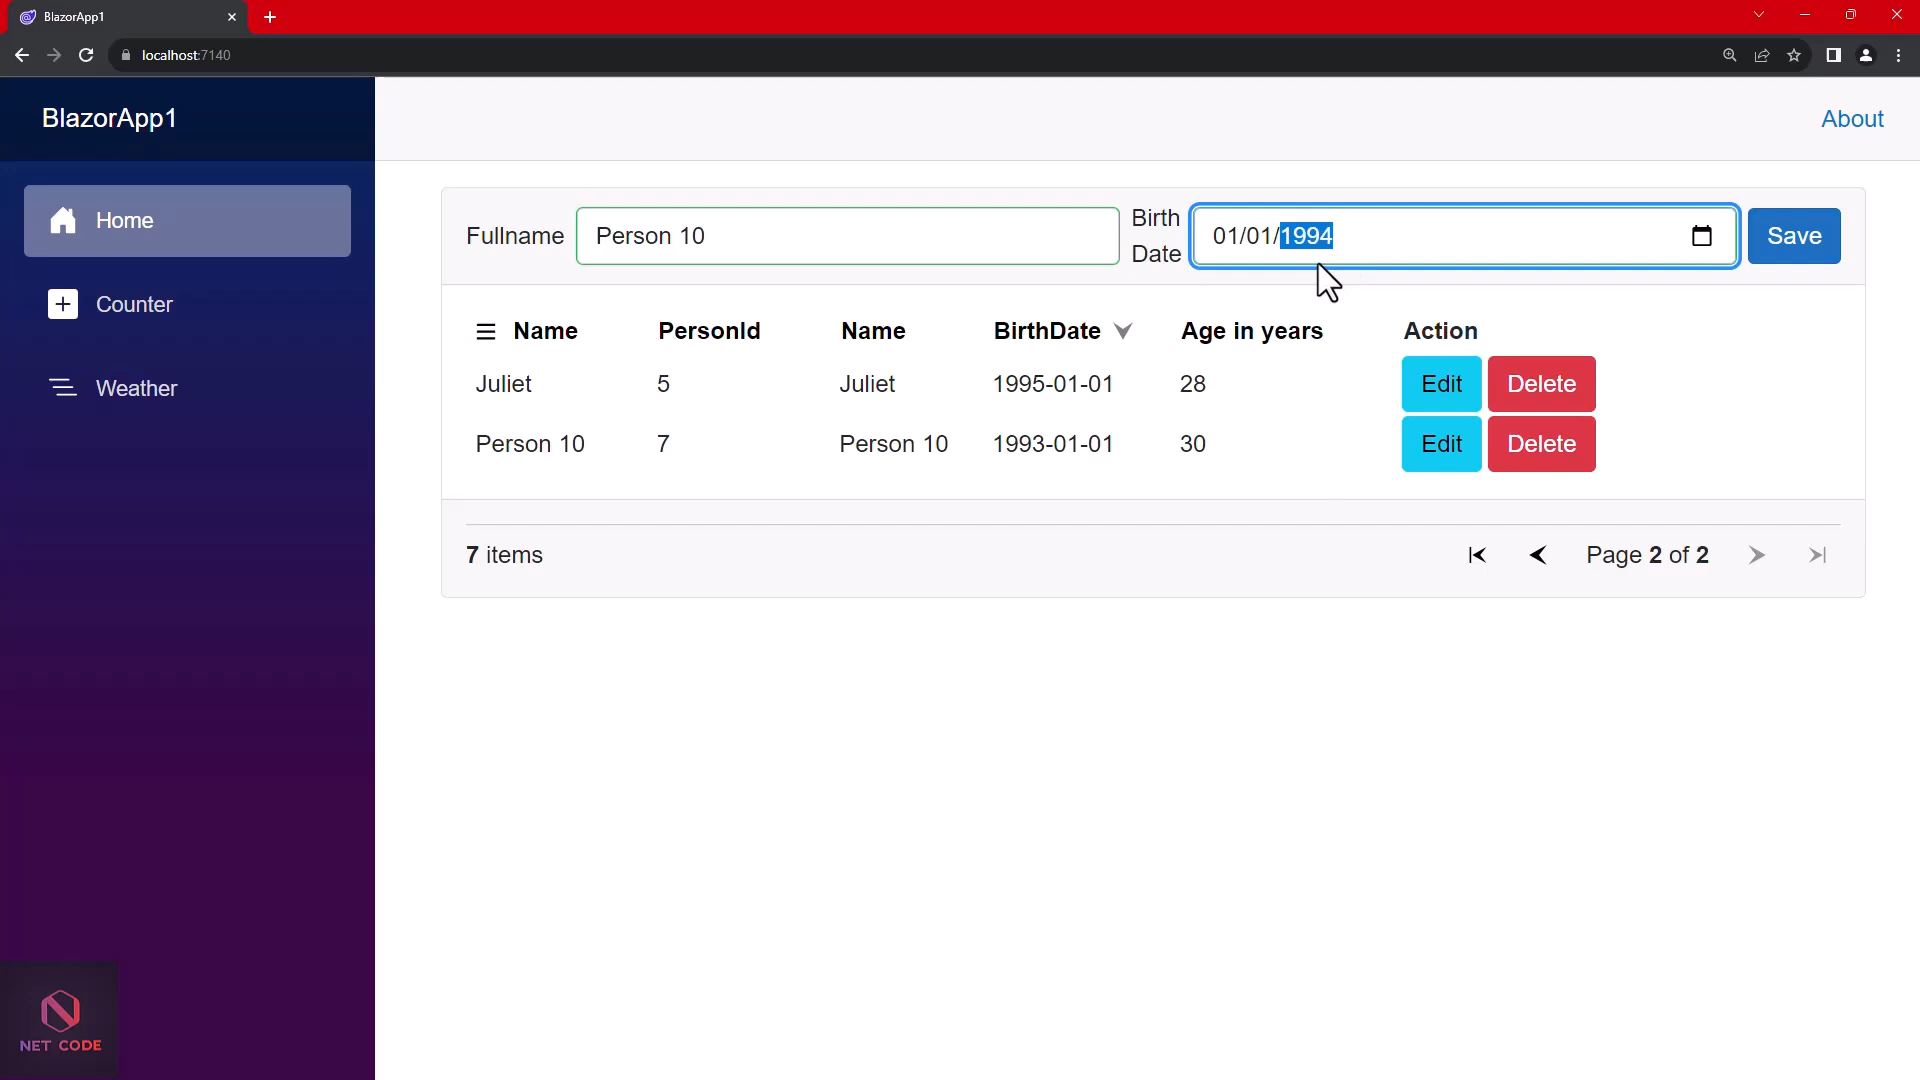 BlazorApp1
localhost:7140
BlazorApp1
About
Home
Counter
Weather
Fullname Person 10 Birth Date 01/01/1994 Save
Name PersonId Name BirthDate Age in years Action
Juliet 5 Juliet 1995-01-01 28 Edit Delete
Person 10 7 Person 10 1993-01-01 30 Edit Delete
7 items Page 2 of 2
NET CODE